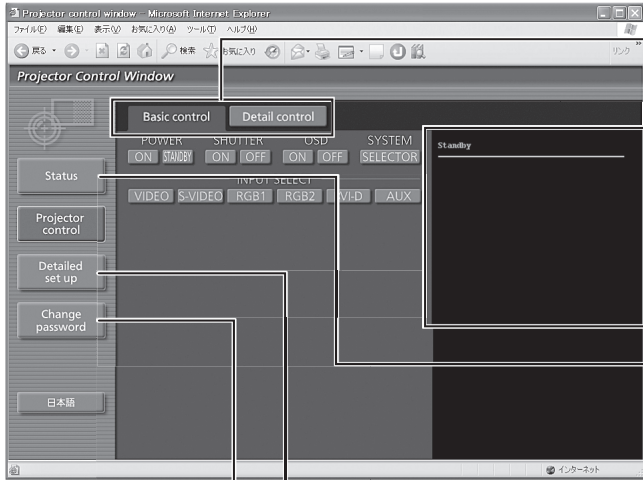 Projector control window - Microsoft Internet Explorer
ファイル(F) 編集(E) 表示(V) お気に入り(A) ツール(T) ヘルプ(H)
戻る 検索 お気に入り リンク »
Projector Control Window
Basic control Detail control
POWER SHUTTER OSD SYSTEM
ON STANDBY ON OFF ON OFF SELECTOR
Standby
INPUT SELECT
VIDEO S-VIDEO RGB1 RGB2 DVI-D AUX
Status
Projector
control
Detailed
set up
Change
password
日本語
インターネット